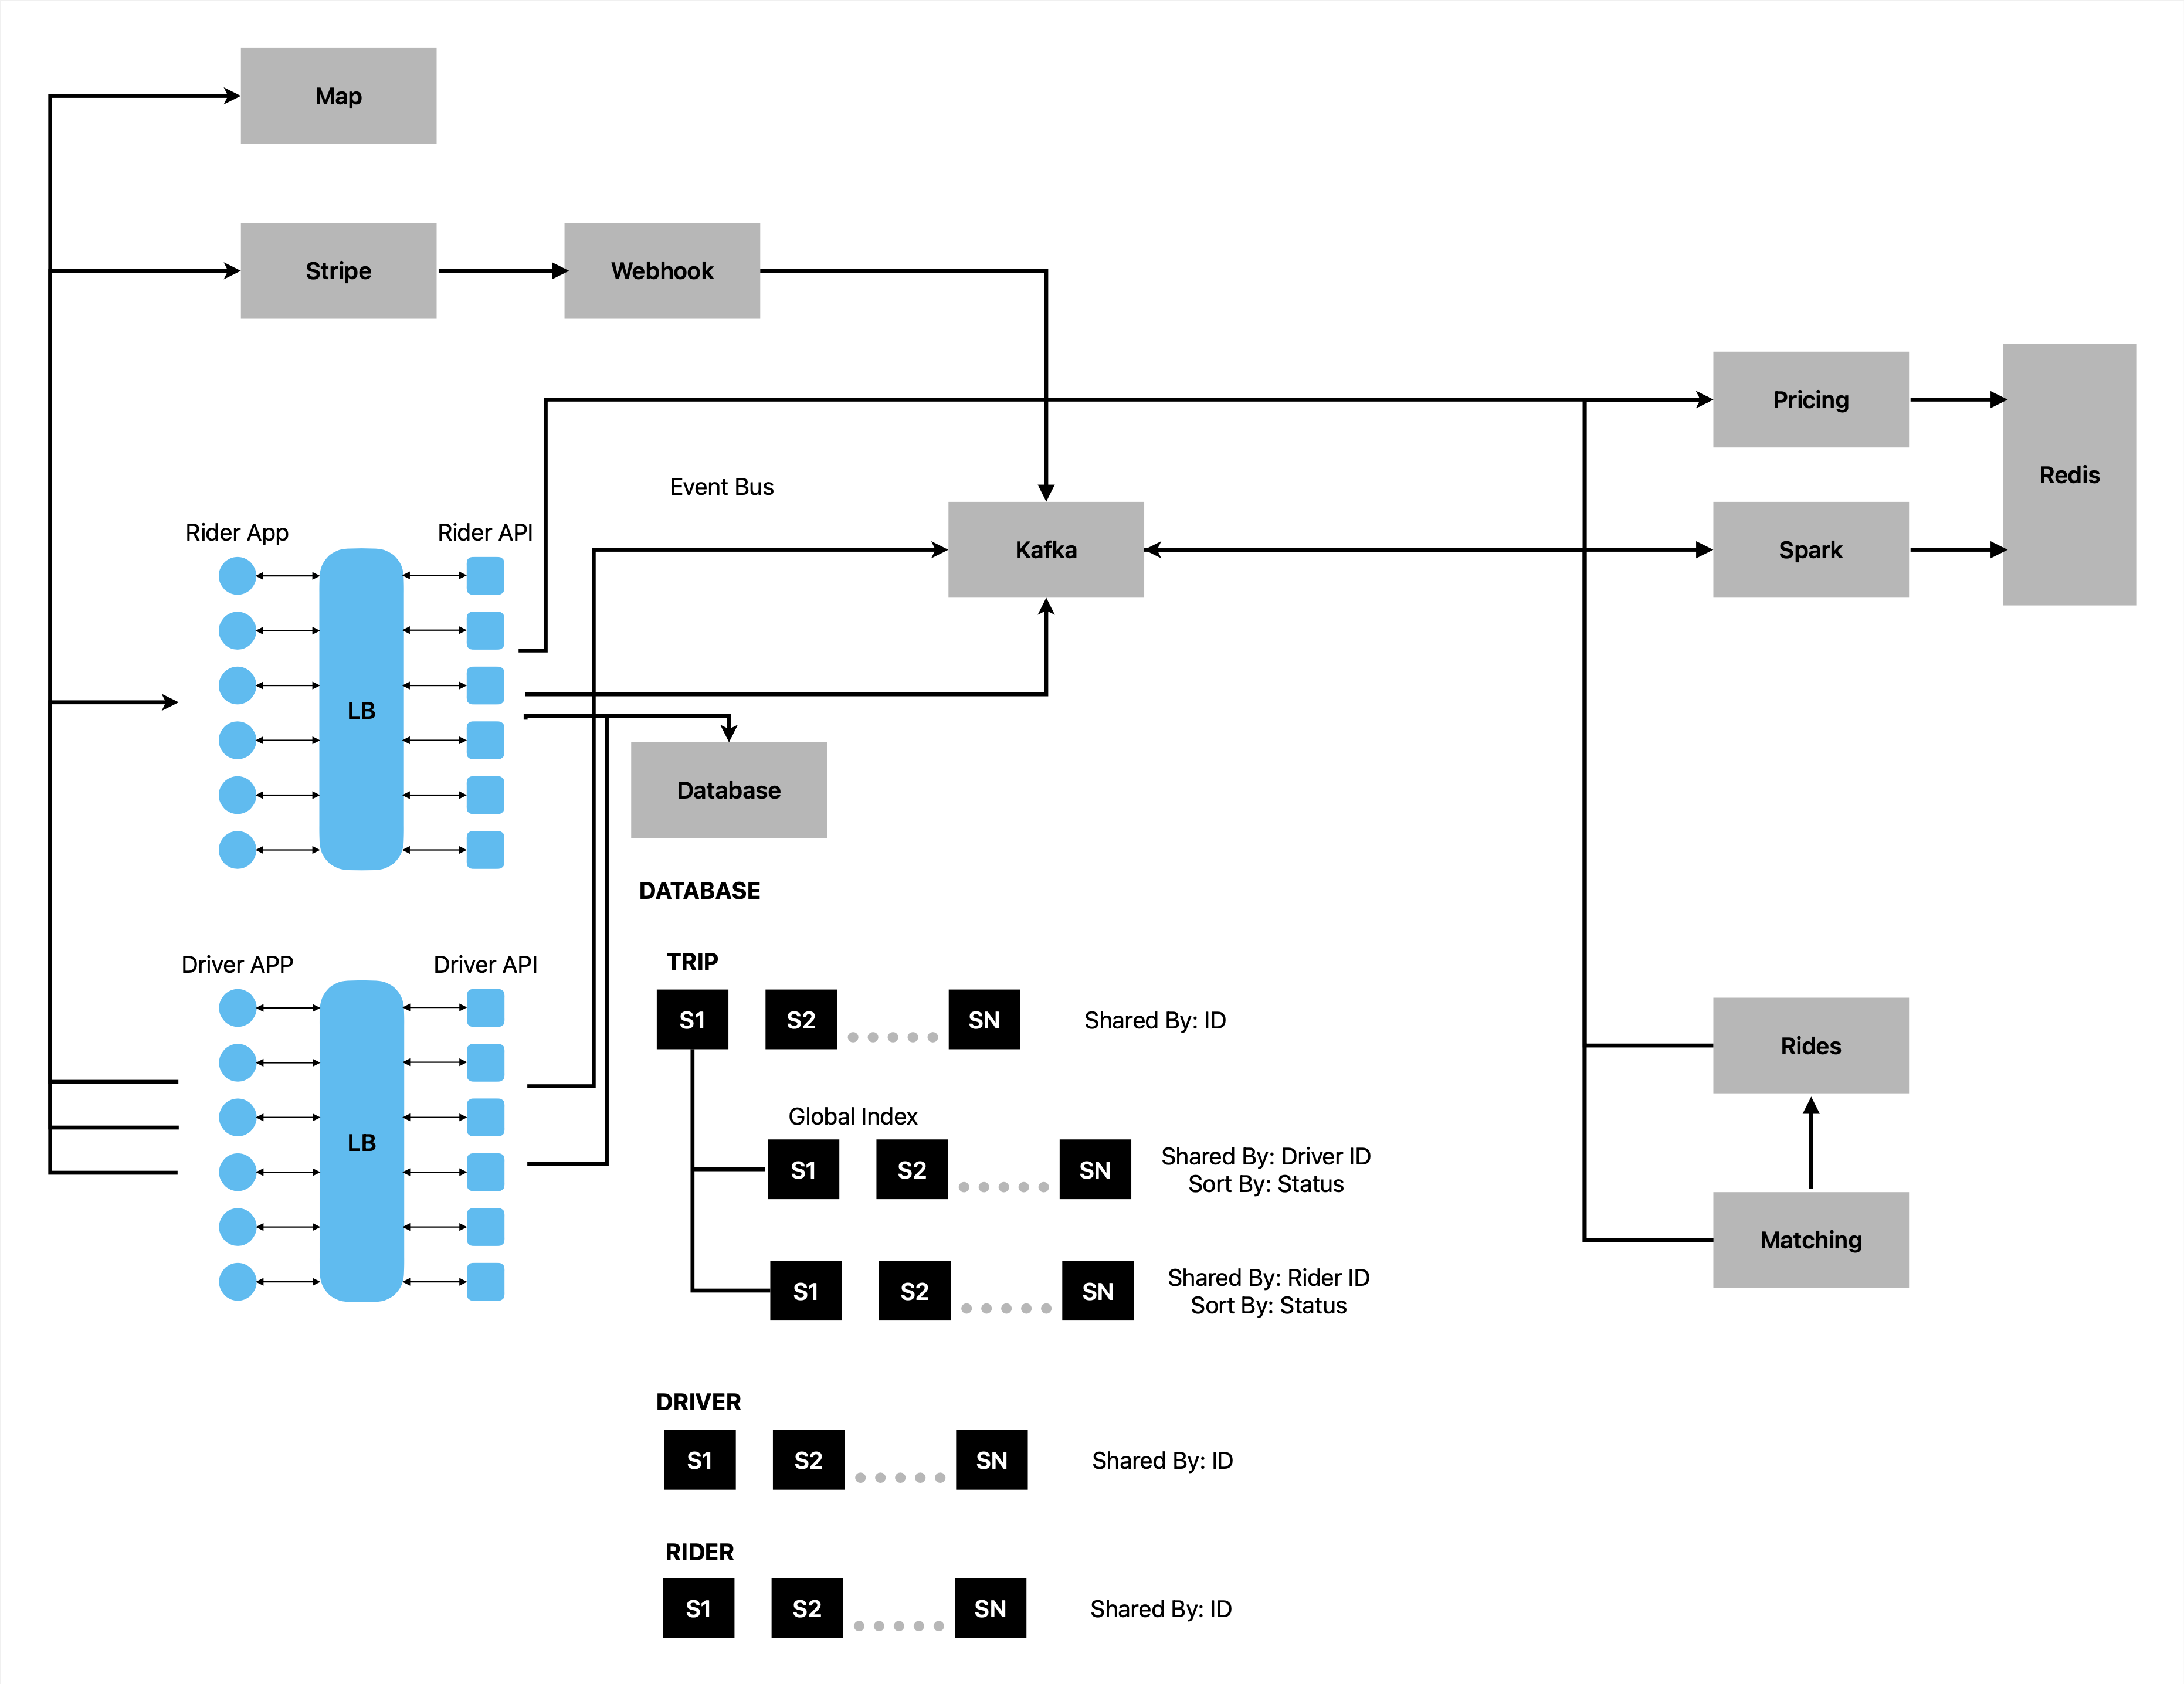 Map
Stripe
Webhook
Pricing
Redis
Event Bus
Rider App
Rider API
Kafka
Spark
LB
Database
DATABASE
Driver APP
Driver API
TRIP
S1
S2
SN
Shared By: ID
Rides
Global Index
LB
S1
S2
SN
Shared By: Driver ID
Sort By: Status
Matching
S1
S2
SN
Shared By: Rider ID
Sort By: Status
DRIVER
S1
S2
SN
Shared By: ID
RIDER
S1
S2
SN
Shared By: ID